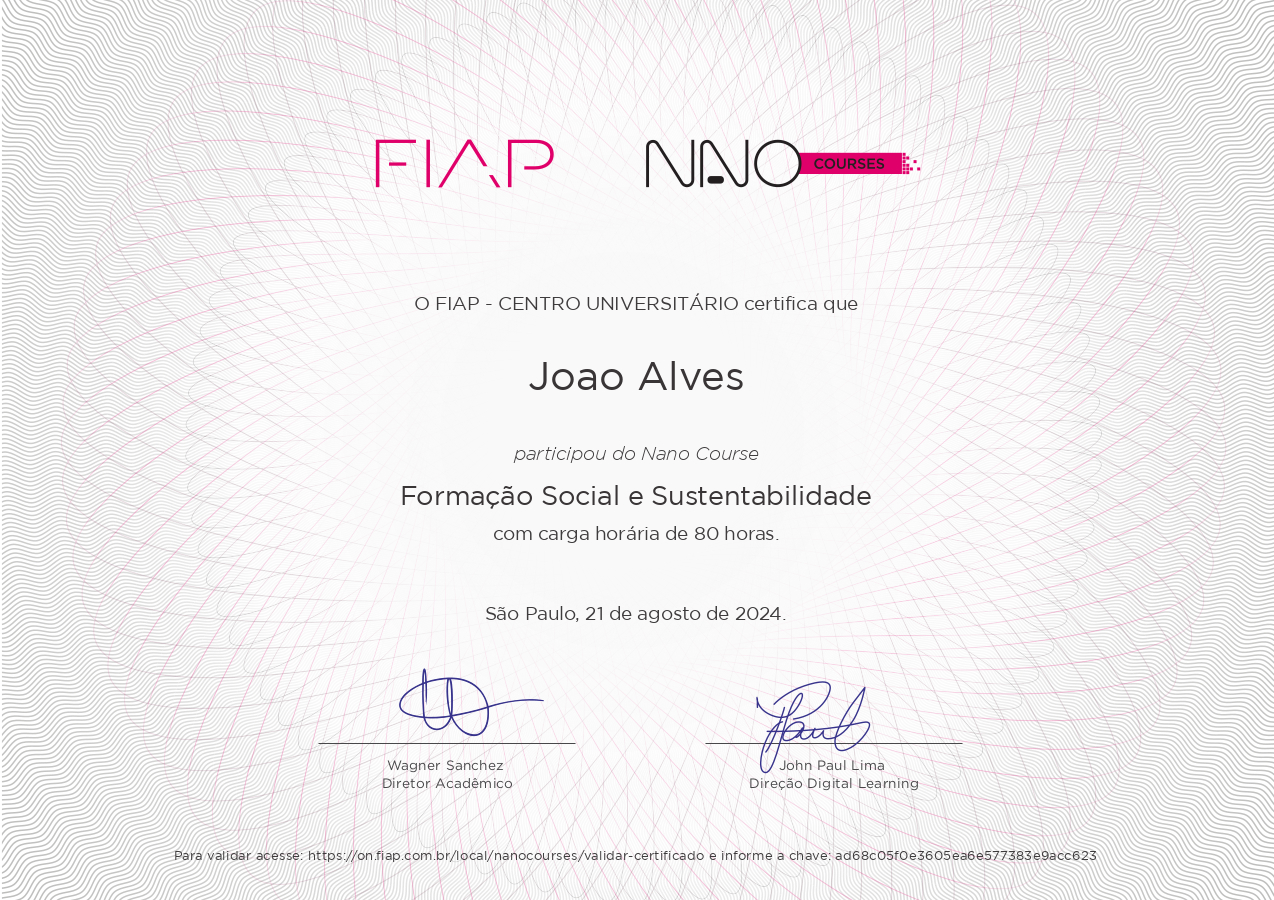 FIAP NANO COURSES
O FIAP - CENTRO UNIVERSITÁRIO certifica que
Joao Alves
participou do Nano Course
Formação Social e Sustentabilidade
com carga horária de 80 horas.
São Paulo, 21 de agosto de 2024.
Wagner Sanchez
Diretor Acadêmico
John Paul Lima
Direção Digital Learning
Para validar acesse: https://on.fiap.com.br/local/nanocourses/validar-certificado e informe a chave: ad68c05f0e3605ea6e577383e9acc623